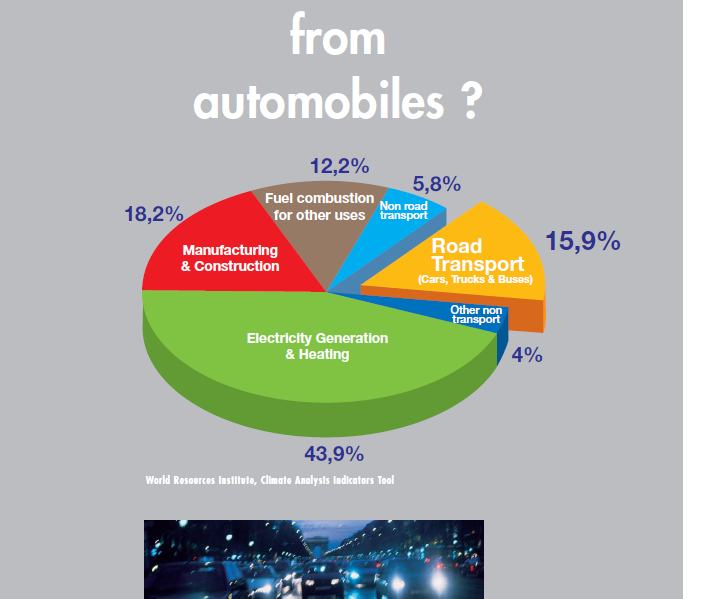 from
automobiles ?
12,2%
5,8%
18,2%
Fuel combustion
for other uses
Non road
transport
15,9%
Road
Transport
(Cars, Trucks & Buses)
Manufacturing
& Construction
Other non
transport
Electricity Generation
& Heating
4%
43,9%
World Resources Institute, Climate Analysis Indicators Tool